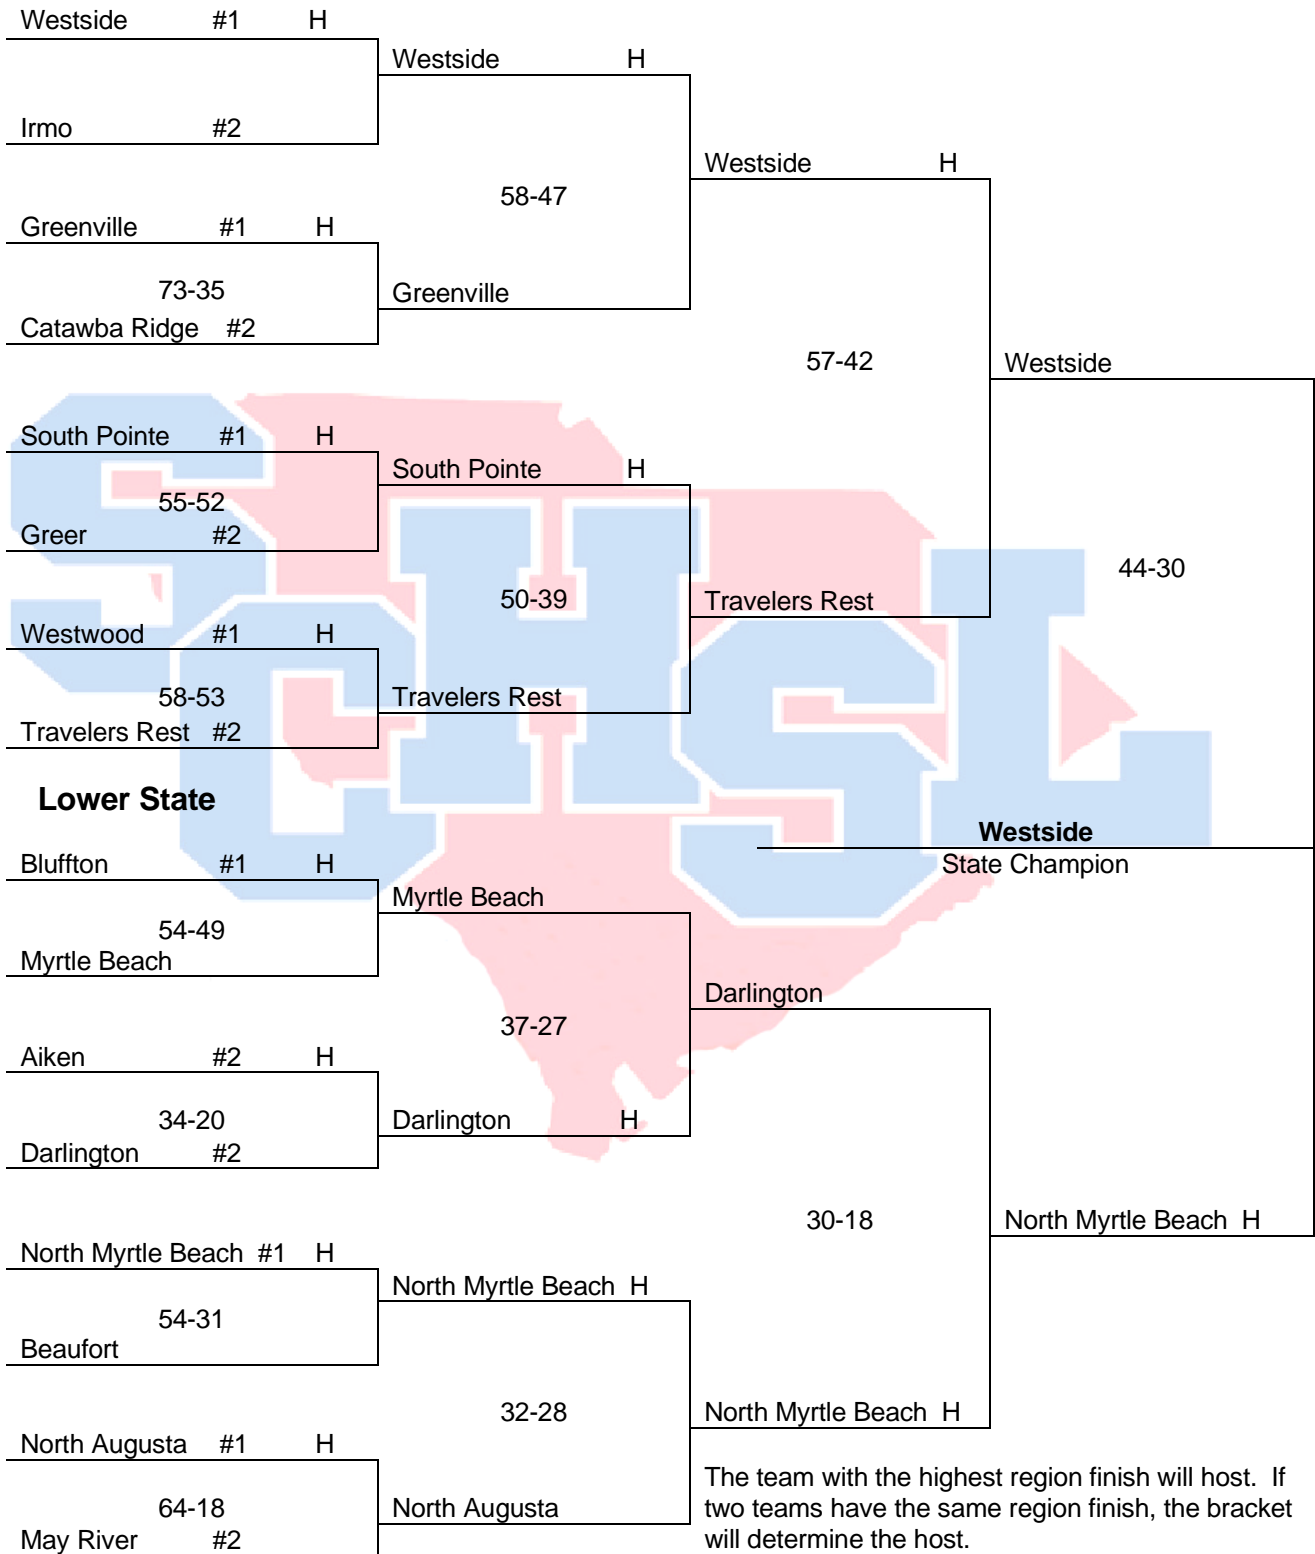 Westside #1 H
Westside H
Irmo #2
Westside H
58-47
Greenville #1 H
73-35
Greenville
Catawba Ridge #2
57-42
Westside
South Pointe #1 H
South Pointe H
55-52
Greer #2
44-30
50-39
Travelers Rest
Westwood #1 H
58-53
Travelers Rest
Travelers Rest #2
Lower State
Westside
State Champion
Bluffton #1 H
Myrtle Beach
54-49
Myrtle Beach
Darlington
37-27
Aiken #2 H
34-20
Darlington H
Darlington #2
30-18
North Myrtle Beach H
North Myrtle Beach #1 H
North Myrtle Beach H
54-31
Beaufort
32-28
North Myrtle Beach H
North Augusta #1 H
64-18
North Augusta
May River #2
The team with the highest region finish will host. If
two teams have the same region finish, the bracket
will determine the host.
SCHSL